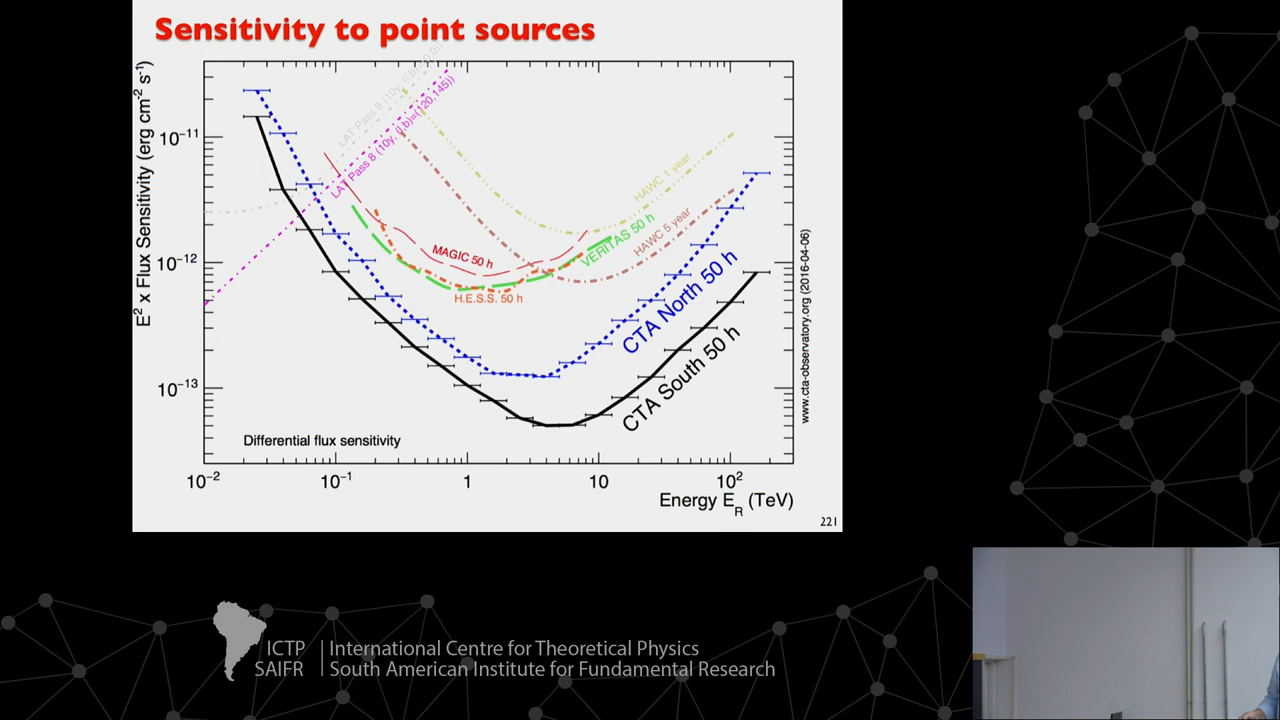 Sensitivity to point sources
E² x Flux Sensitivity (erg cm⁻² s⁻¹)
10⁻¹¹
10⁻¹²
10⁻¹³
LAT Pass 8 (10y, (l,b)=(0,0))
LAT Pass 8 (10y, (l,b)=(120,45))
HAWC 1 year
MAGIC 50 h
VERITAS 50 h
HAWC 5 year
H.E.S.S. 50 h
CTA North 50 h
CTA South 50 h
www.cta-observatory.org (2016-04-06)
Differential flux sensitivity
10⁻² 10⁻¹ 1 10 10²
Energy E_R (TeV)
221
ICTP | International Centre for Theoretical Physics
SAIFR | South American Institute for Fundamental Research